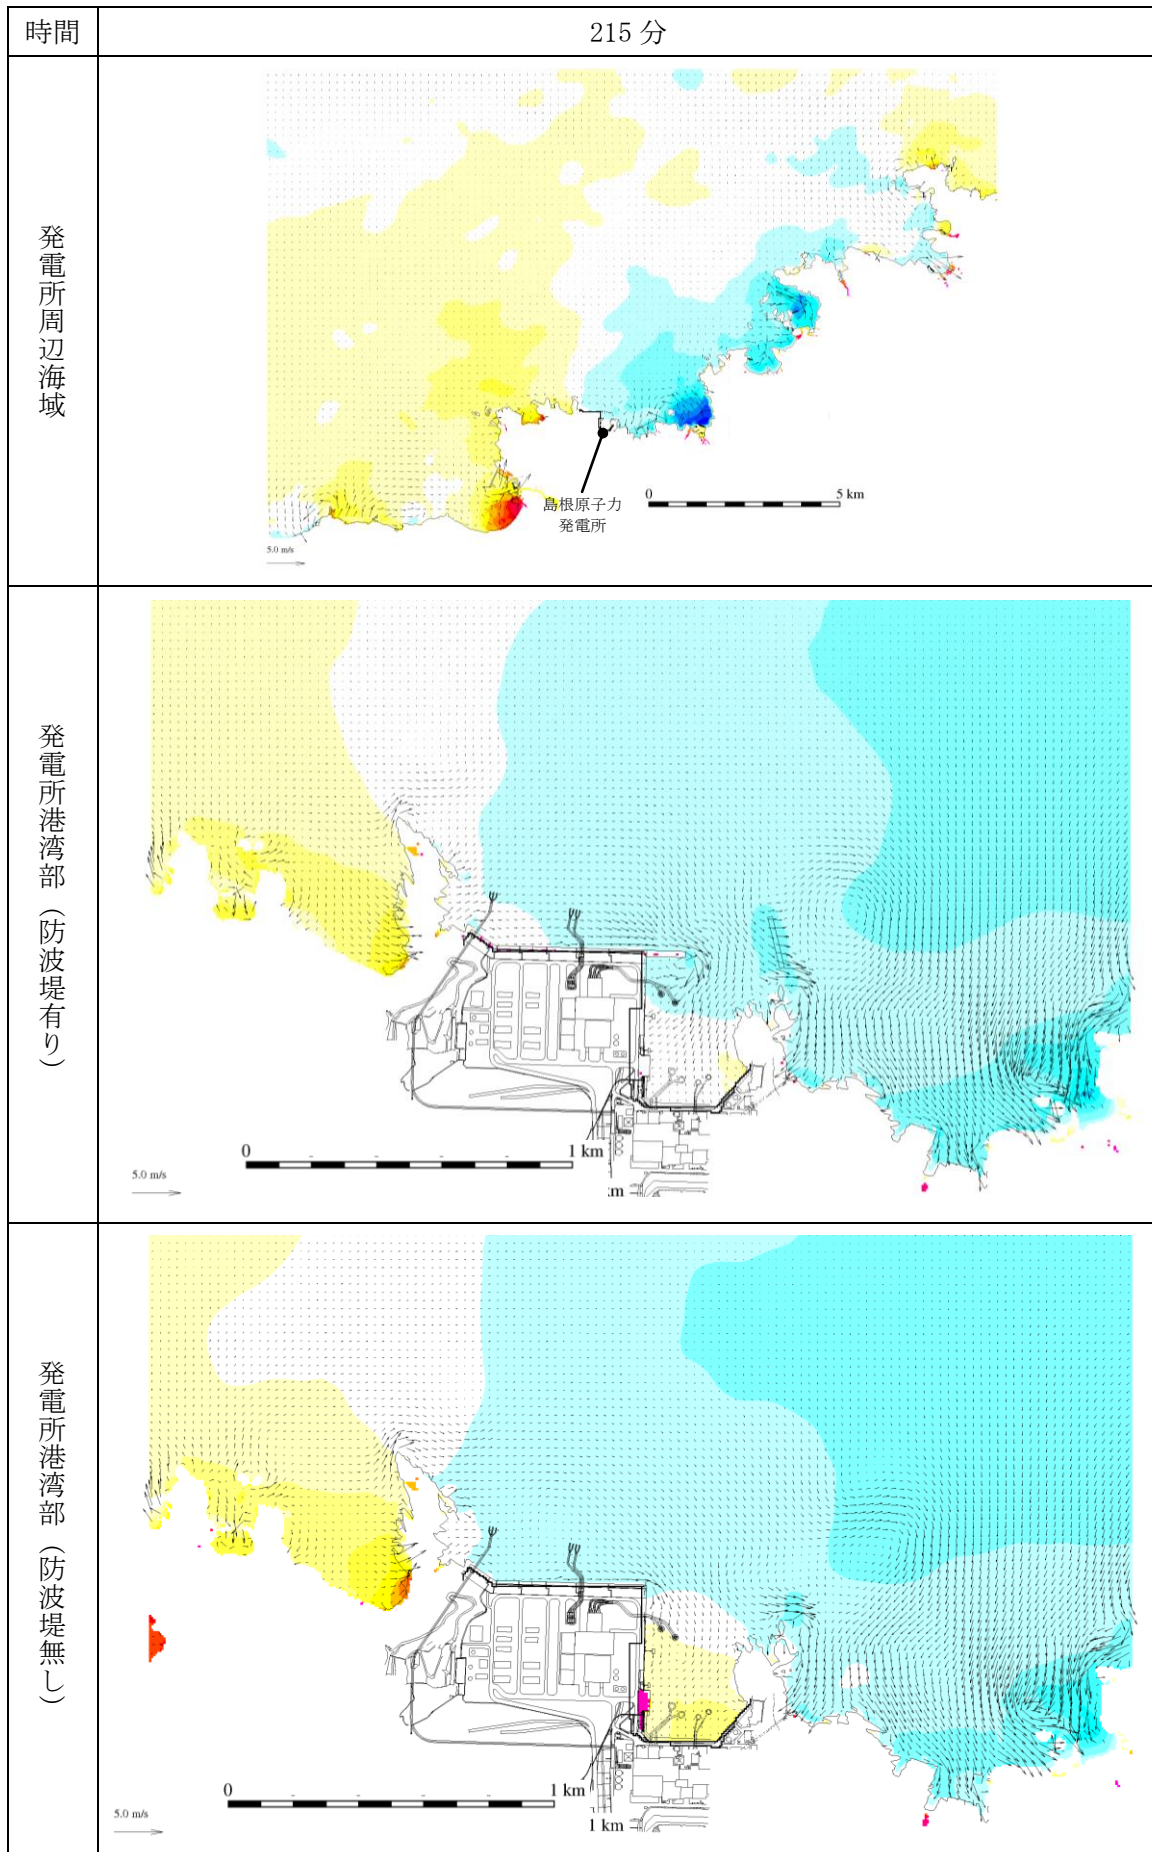 時間
215 分
発電所周辺海域
島根原子力
発電所
0
5 km
5.0 m/s
発電所港湾部（防波堤有り）
0
1 km
5.0 m/s
km
発電所港湾部（防波堤無し）
0
1 km
5.0 m/s
1 km